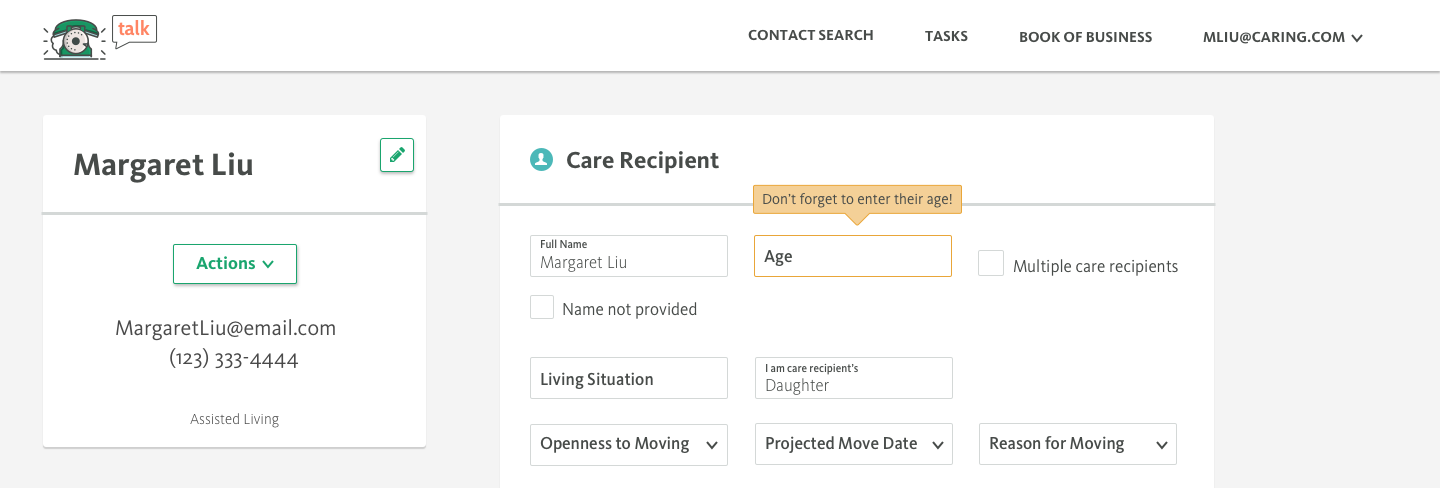 talk
CONTACT SEARCH
TASKS
BOOK OF BUSINESS
MLIU@CARING.COM
Margaret Liu
Actions
MargaretLiu@email.com
(123) 333-4444
Assisted Living
Care Recipient
Don't forget to enter their age!
Full Name
Margaret Liu
Age
Multiple care recipients
Name not provided
Living Situation
I am care recipient's
Daughter
Openness to Moving
Projected Move Date
Reason for Moving